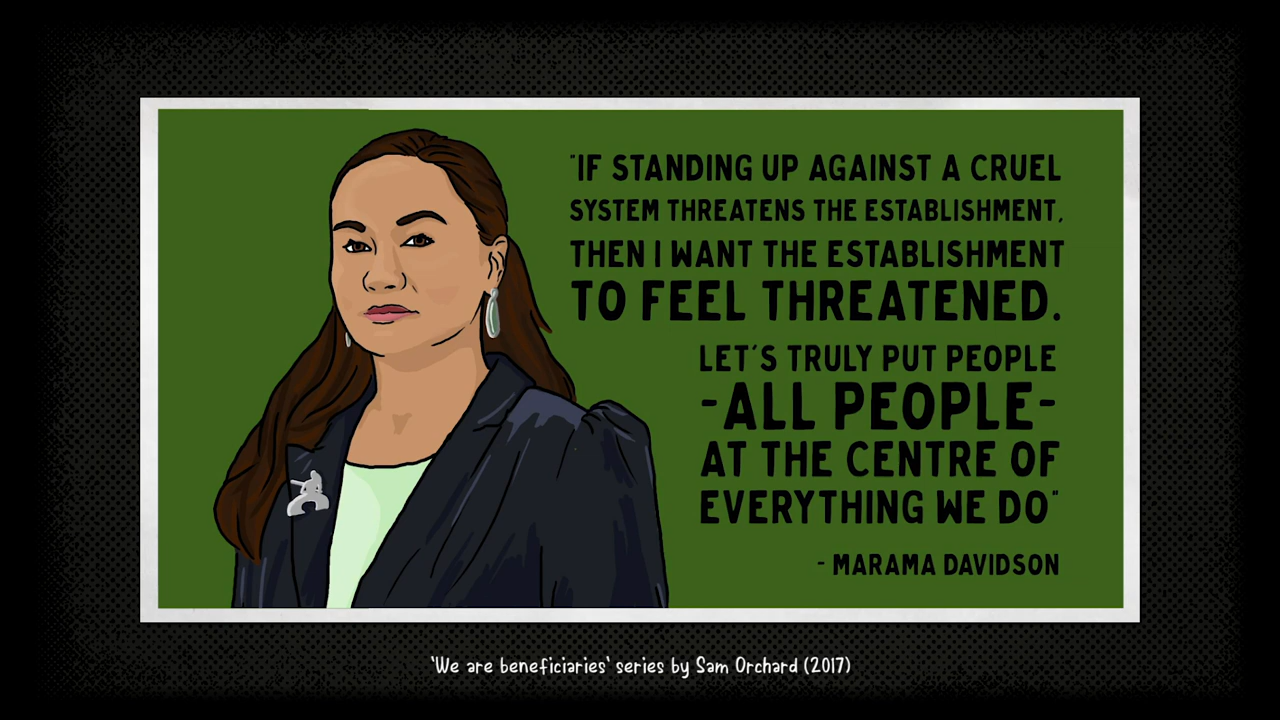 "IF STANDING UP AGAINST A CRUEL
SYSTEM THREATENS THE ESTABLISHMENT,
THEN I WANT THE ESTABLISHMENT
TO FEEL THREATENED.
LET'S TRULY PUT PEOPLE
-ALL PEOPLE-
AT THE CENTRE OF
EVERYTHING WE DO"
- MARAMA DAVIDSON
'We are beneficiaries' series by Sam Orchard (2017)